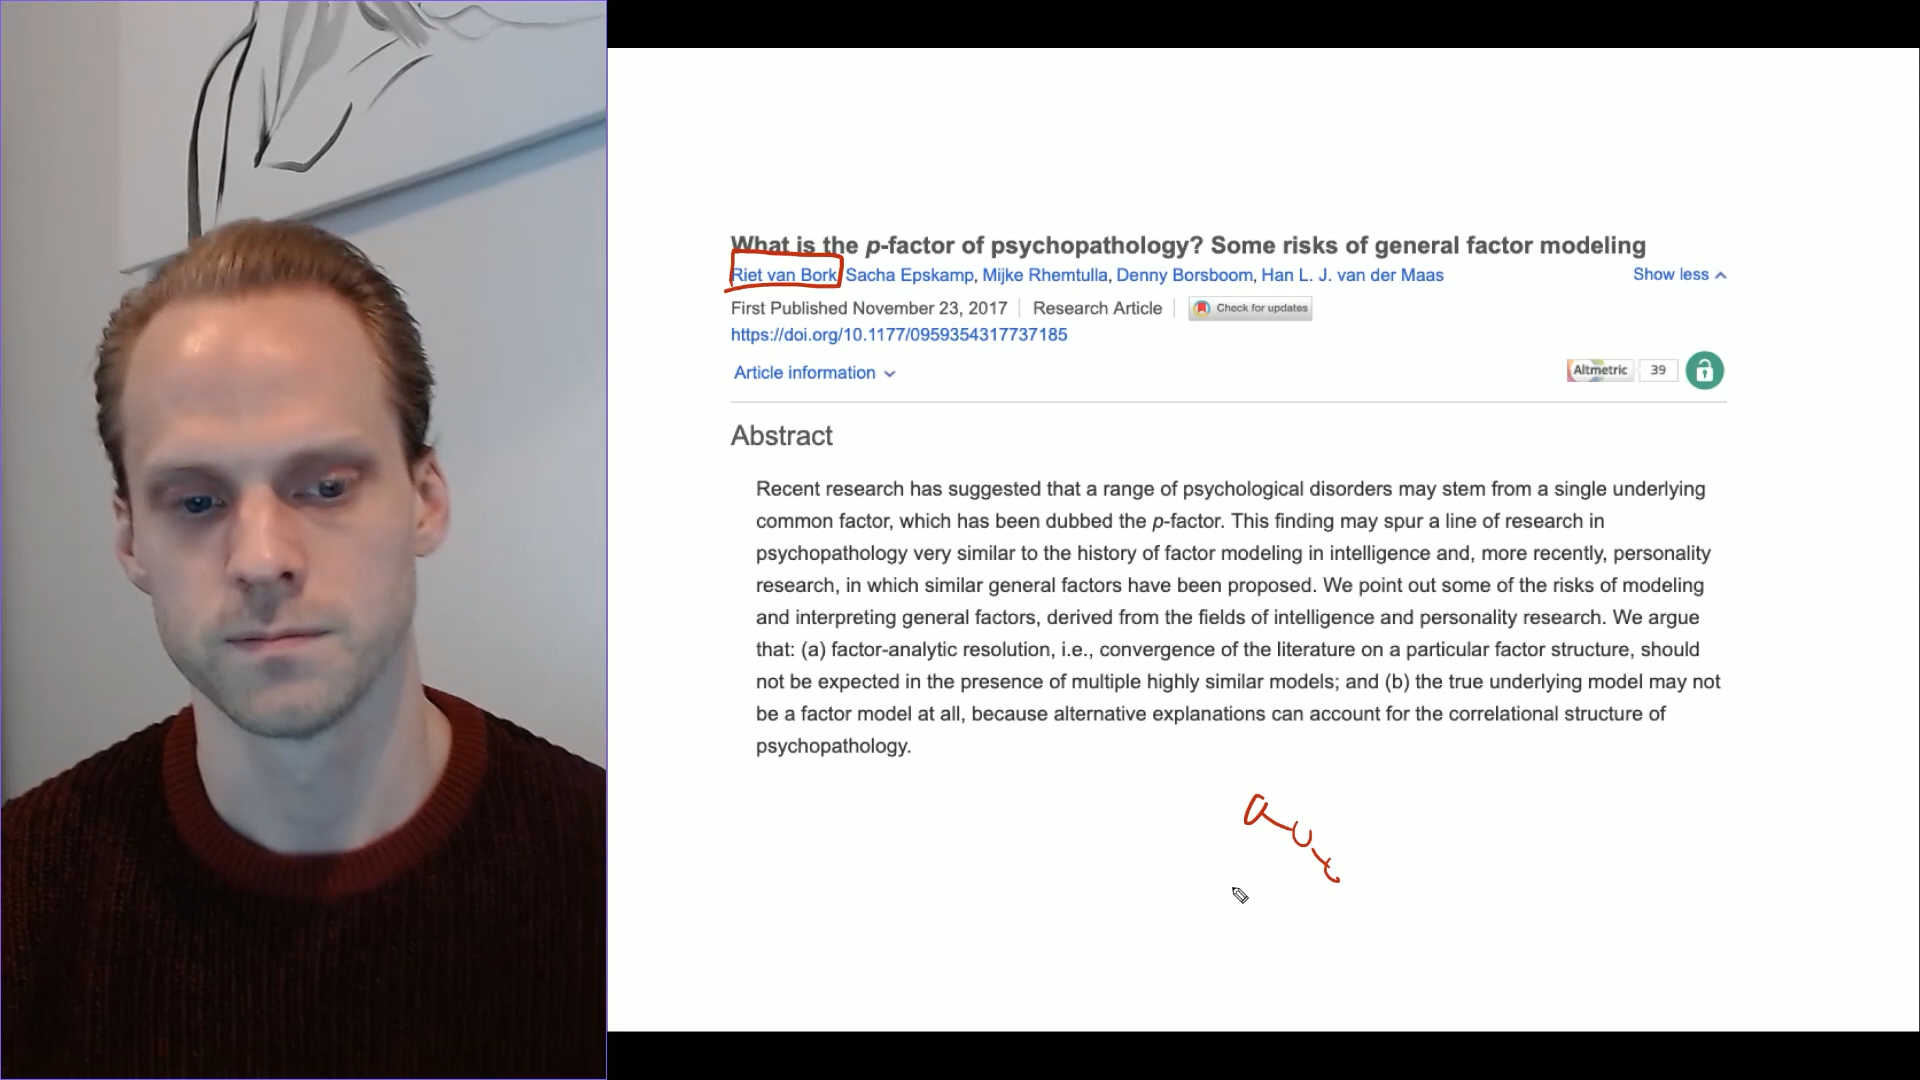 What is the p-factor of psychopathology? Some risks of general factor modeling
Riet van Bork, Sacha Epskamp, Mijke Rhemtulla, Denny Borsboom, Han L. J. van der Maas Show less
First Published November 23, 2017 Research Article Check for updates
https://doi.org/10.1177/0959354317737185
Article information Altmetric 39
Abstract
Recent research has suggested that a range of psychological disorders may stem from a single underlying
common factor, which has been dubbed the p-factor. This finding may spur a line of research in
psychopathology very similar to the history of factor modeling in intelligence and, more recently, personality
research, in which similar general factors have been proposed. We point out some of the risks of modeling
and interpreting general factors, derived from the fields of intelligence and personality research. We argue
that: (a) factor-analytic resolution, i.e., convergence of the literature on a particular factor structure, should
not be expected in the presence of multiple highly similar models; and (b) the true underlying model may not
be a factor model at all, because alternative explanations can account for the correlational structure of
psychopathology.